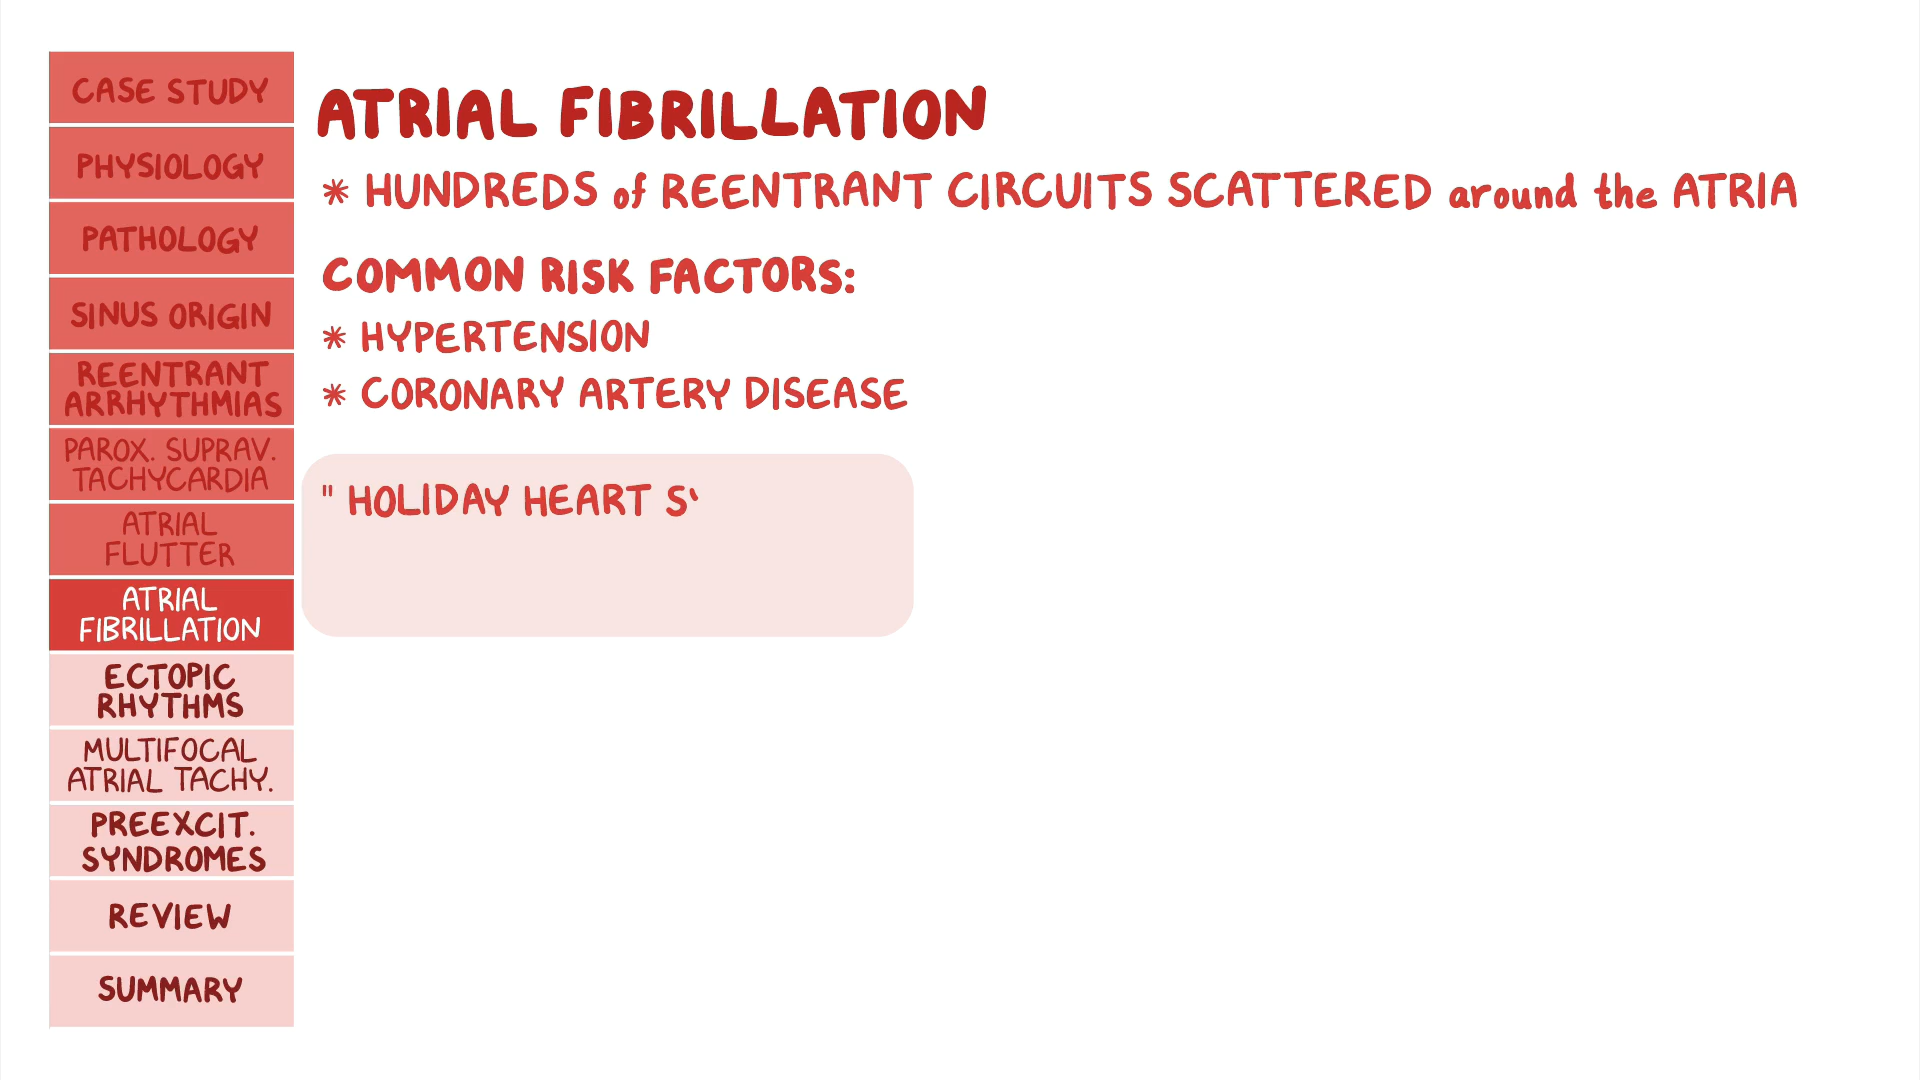 CASE STUDY
PHYSIOLOGY
PATHOLOGY
SINUS ORIGIN
REENTRANT
ARRHYTHMIAS
PAROX. SUPRAV.
TACHYCARDIA
ATRIAL
FLUTTER
ATRIAL
FIBRILLATION
ECTOPIC
RHYTHMS
MULTIFOCAL
ATRIAL TACHY.
PREEXCIT.
SYNDROMES
REVIEW
SUMMARY
ATRIAL FIBRILLATION
* HUNDREDS of REENTRANT CIRCUITS SCATTERED around the ATRIA
COMMON RISK FACTORS:
* HYPERTENSION
* CORONARY ARTERY DISEASE
" HOLIDAY HEART S